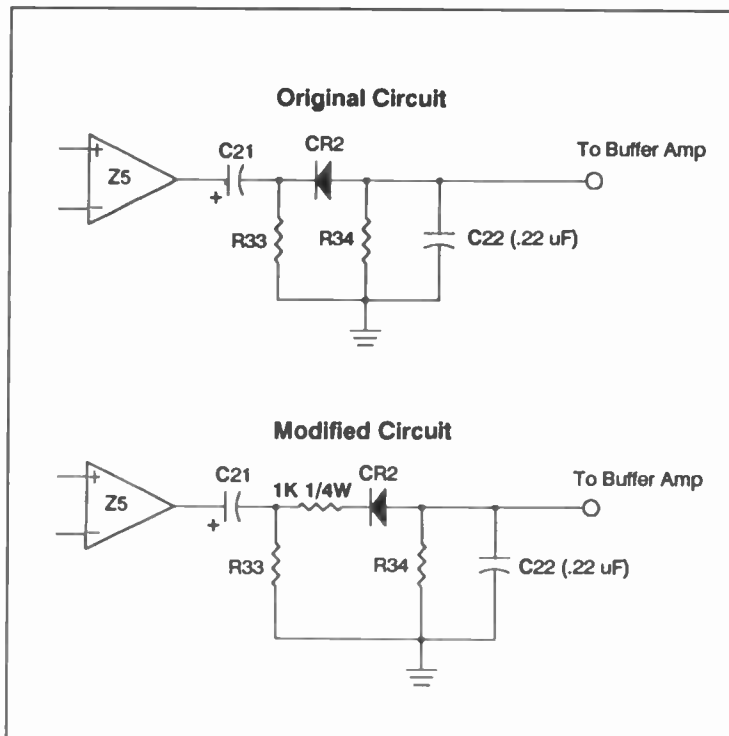 Original Circuit
C21
CR2
To Buffer Amp
+
Z5
−
+
R33
R34
C22 (.22 uF)
Modified Circuit
C21
1K 1/4W
CR2
To Buffer Amp
+
Z5
−
+
R33
R34
C22 (.22 uF)